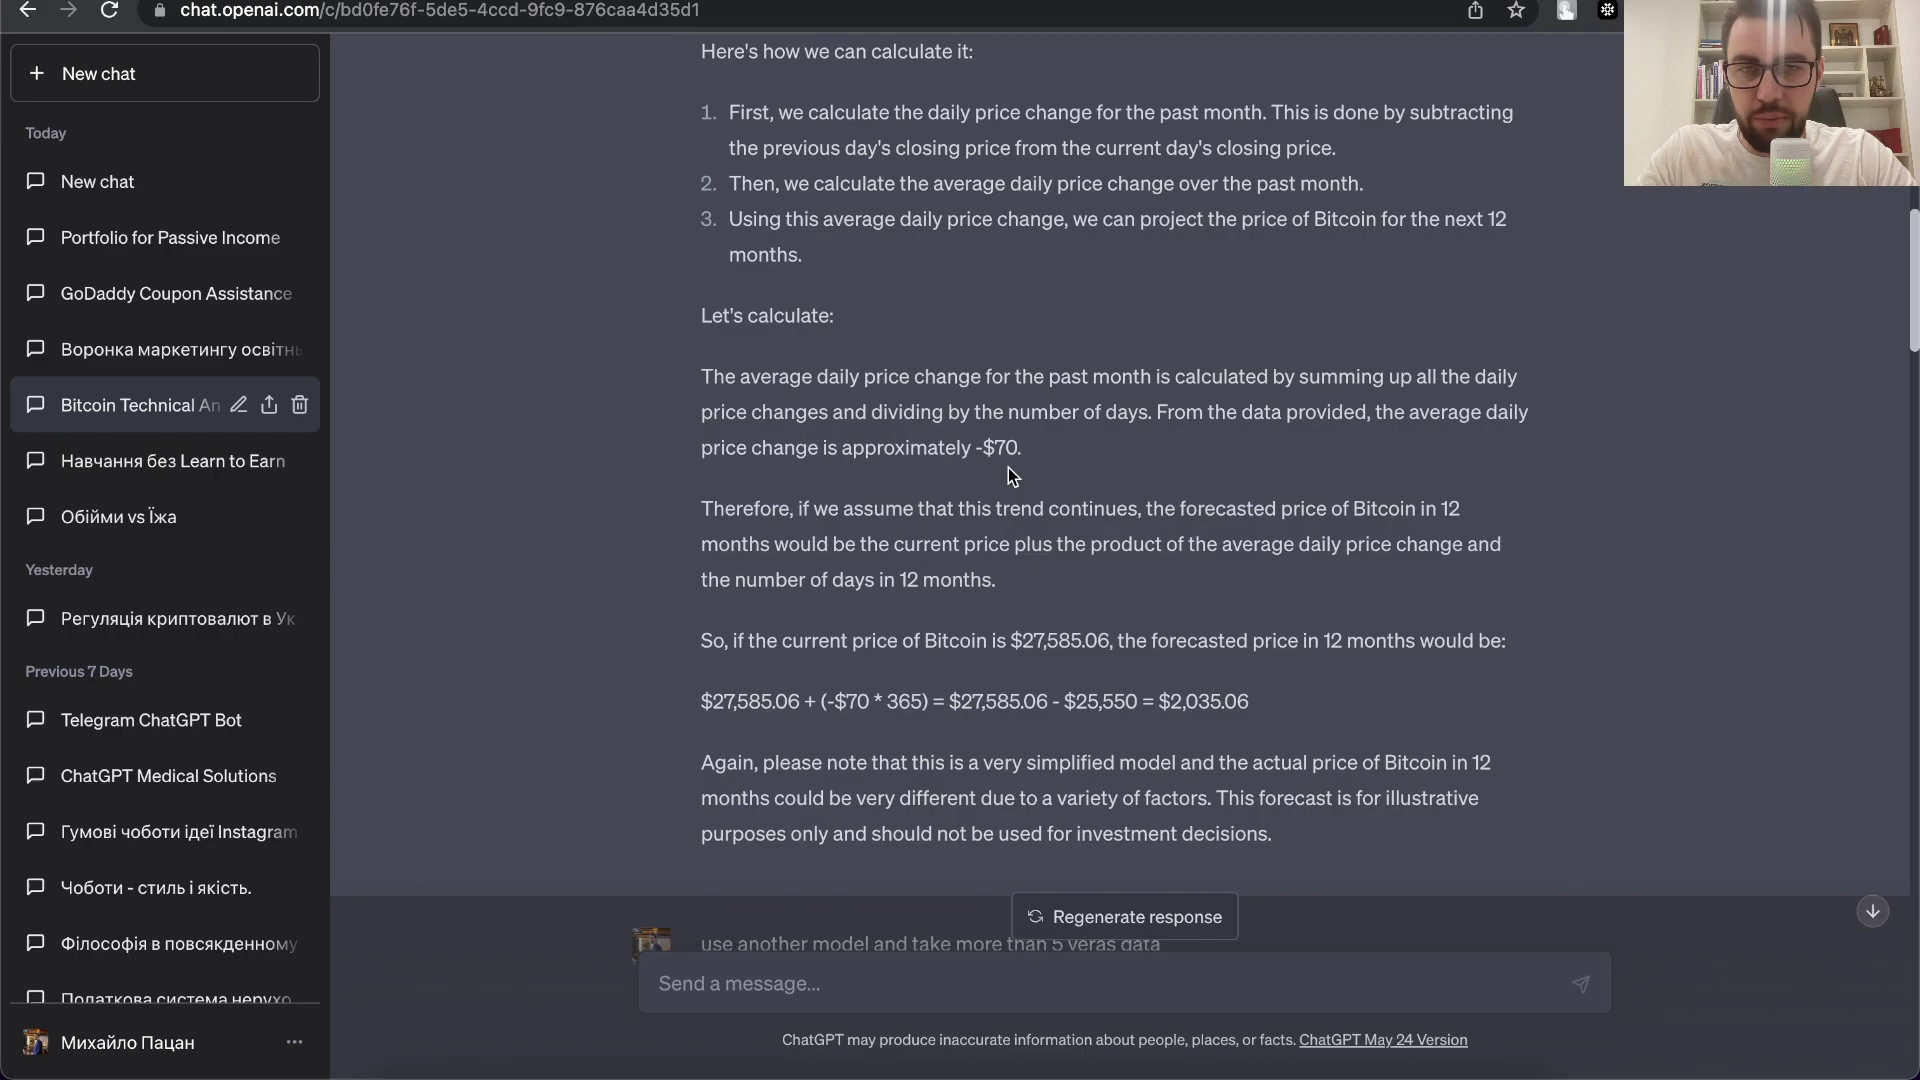 chat.openai.com/c/bd0fe76f-5de5-4ccd-9fc9-876caa4d35d1
New chat
Today
New chat
Portfolio for Passive Income
GoDaddy Coupon Assistance
Воронка маркетингу освітнь
Bitcoin Technical An
Навчання без Learn to Earn
Обійми vs Їжа
Yesterday
Регуляція криптовалют в Ук
Previous 7 Days
Telegram ChatGPT Bot
ChatGPT Medical Solutions
Гумові чоботи ідеї Instagram
Чоботи - стиль і якість.
Філософія в повсякденному
Податкова система нерухо
Михайло Пацан
Here's how we can calculate it:
1. First, we calculate the daily price change for the past month. This is done by subtracting
the previous day's closing price from the current day's closing price.
2. Then, we calculate the average daily price change over the past month.
3. Using this average daily price change, we can project the price of Bitcoin for the next 12
months.
Let's calculate:
The average daily price change for the past month is calculated by summing up all the daily
price changes and dividing by the number of days. From the data provided, the average daily
price change is approximately -$70.
Therefore, if we assume that this trend continues, the forecasted price of Bitcoin in 12
months would be the current price plus the product of the average daily price change and
the number of days in 12 months.
So, if the current price of Bitcoin is $27,585.06, the forecasted price in 12 months would be:
$27,585.06 + (-$70 * 365) = $27,585.06 - $25,550 = $2,035.06
Again, please note that this is a very simplified model and the actual price of Bitcoin in 12
months could be very different due to a variety of factors. This forecast is for illustrative
purposes only and should not be used for investment decisions.
Regenerate response
use another model and take more than 5 veras data
Send a message...
ChatGPT may produce inaccurate information about people, places, or facts. ChatGPT May 24 Version